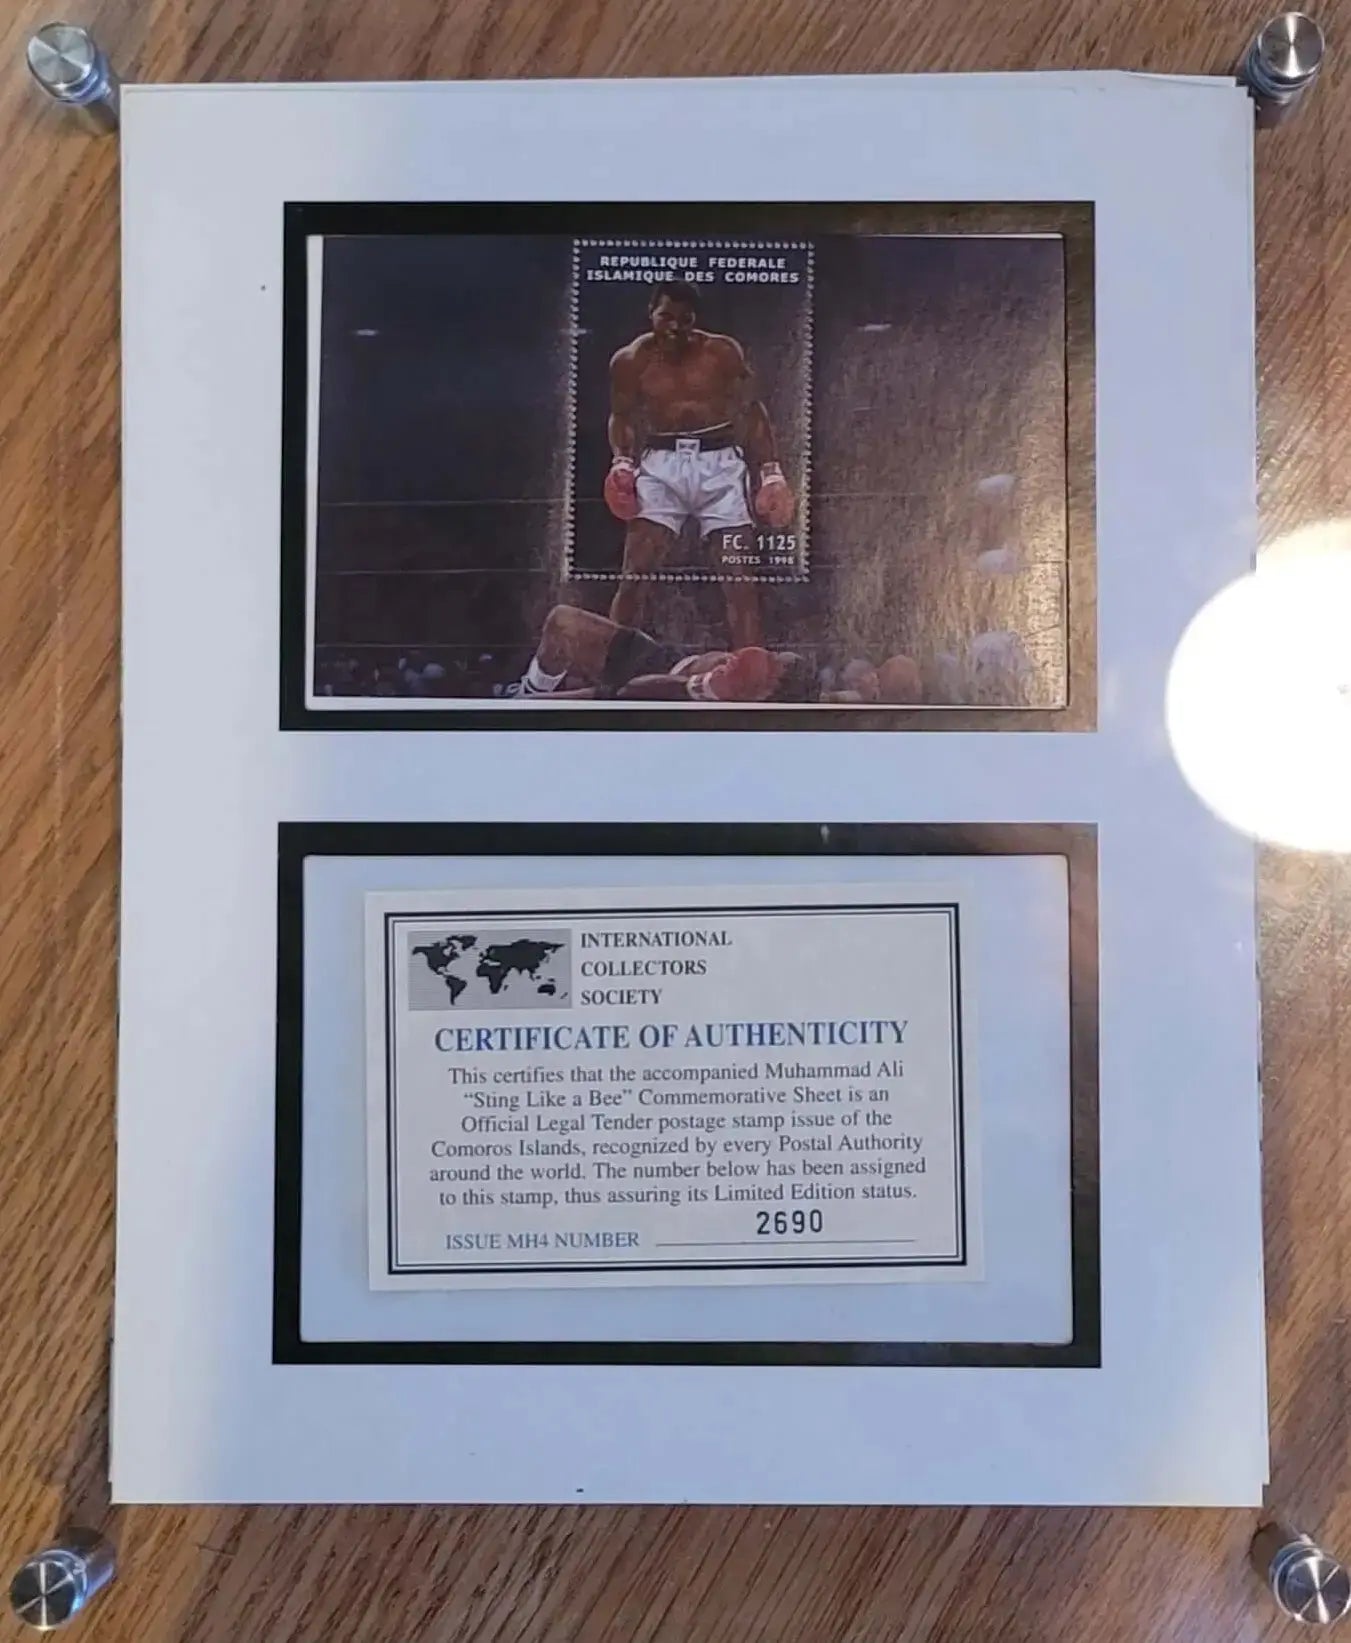 REPUBLIQUE FEDERALE
ISLAMIQUE DES COMORES
FC. 1125
POSTES 1998
INTERNATIONAL
COLLECTORS
SOCIETY
CERTIFICATE OF AUTHENTICITY
This certifies that the accompanied Muhammad Ali
“Sting Like a Bee” Commemorative Sheet is an
Official Legal Tender postage stamp issue of the
Comoros Islands, recognized by every Postal Authority
around the world. The number below has been assigned
to this stamp, thus assuring its Limited Edition status.
ISSUE MH4 NUMBER 2690